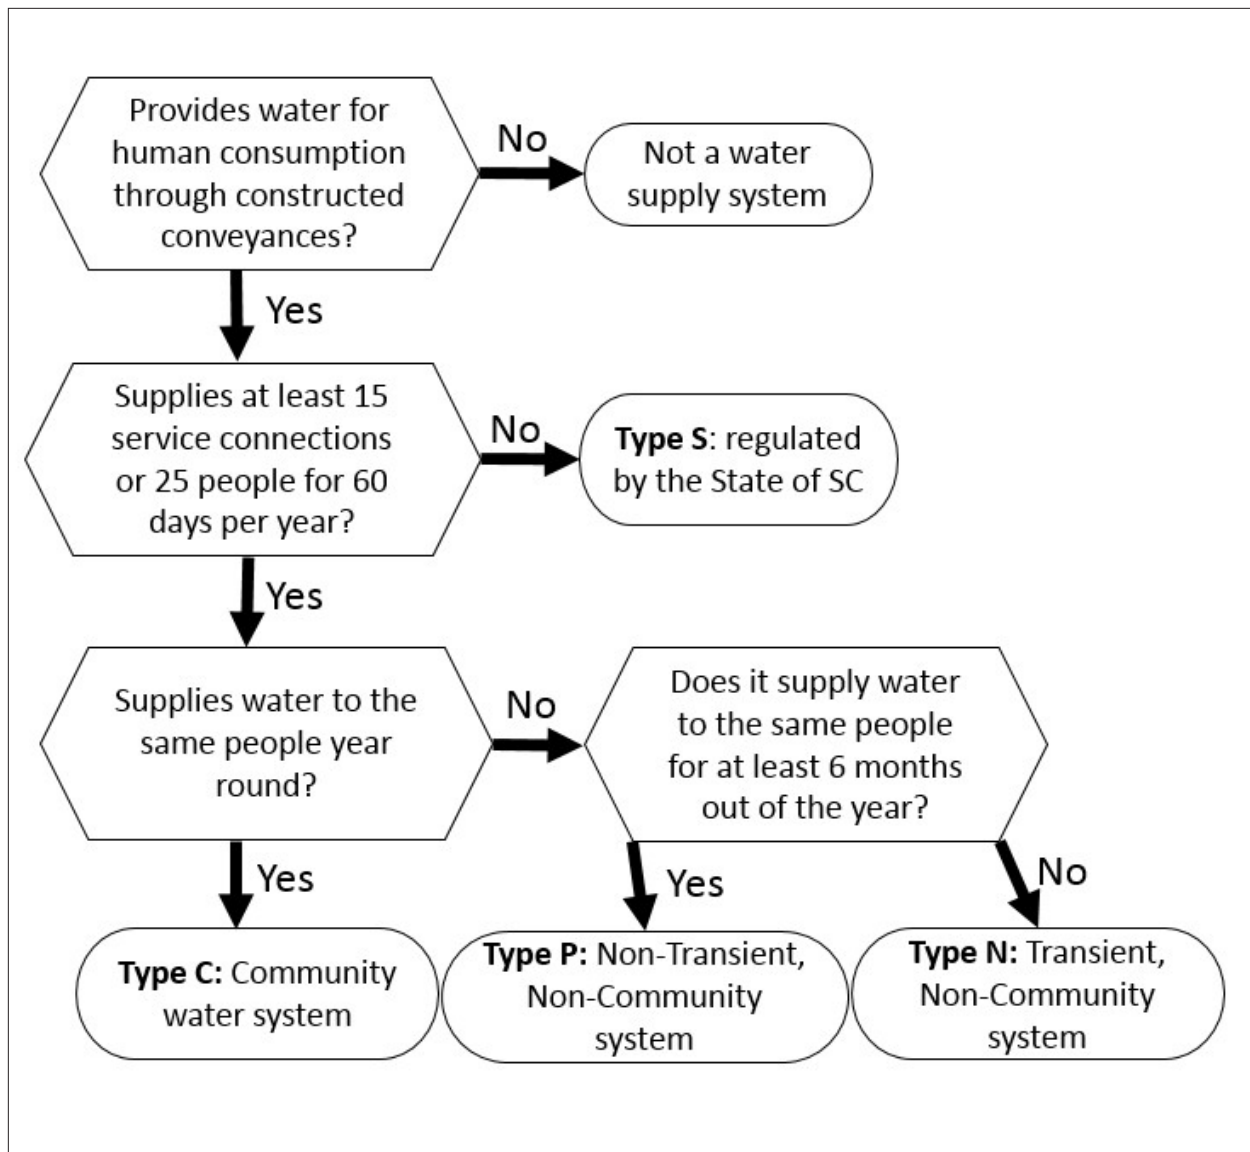 Provides water for
human consumption
through constructed
conveyances?
No
Not a water
supply system
Yes
Supplies at least 15
service connections
or 25 people for 60
days per year?
No
Type S: regulated
by the State of SC
Yes
Supplies water to the
same people year
round?
No
Does it supply water
to the same people
for at least 6 months
out of the year?
Yes
Type C: Community
water system
Yes
Type P: Non-Transient,
Non-Community
system
No
Type N: Transient,
Non-Community
system